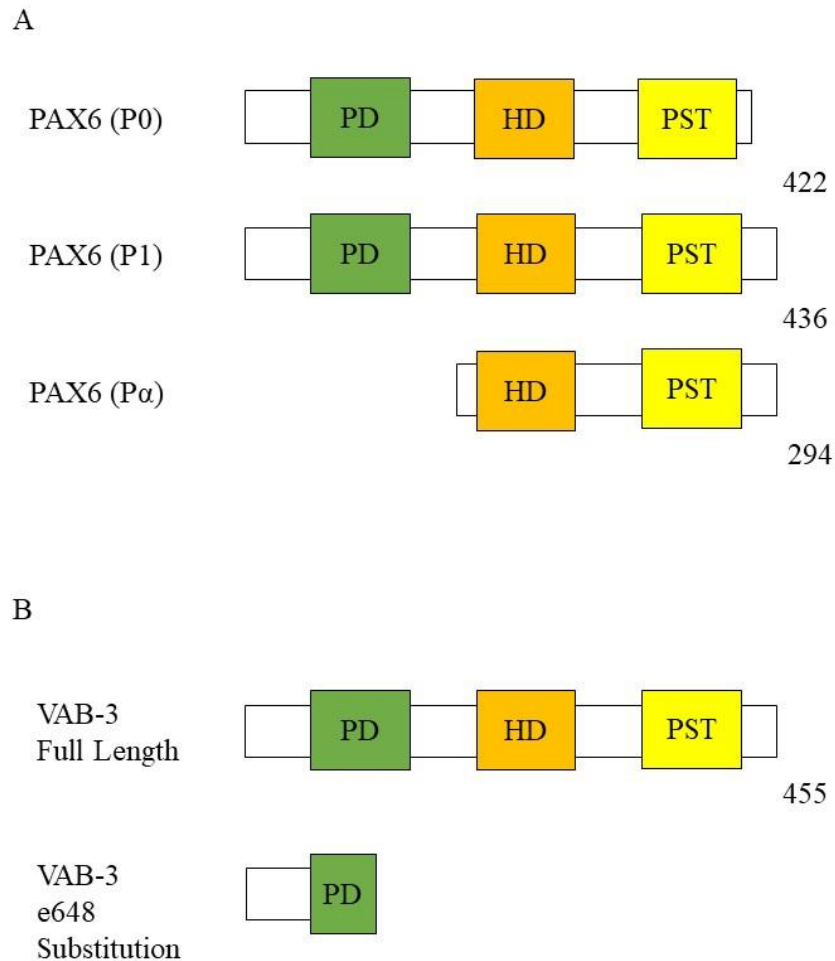 A
PAX6 (P0)
PD
HD
PST
422
PAX6 (P1)
PD
HD
PST
436
PAX6 (Pα)
HD
PST
294
B
VAB-3
Full Length
PD
HD
PST
455
VAB-3
e648
Substitution
PD